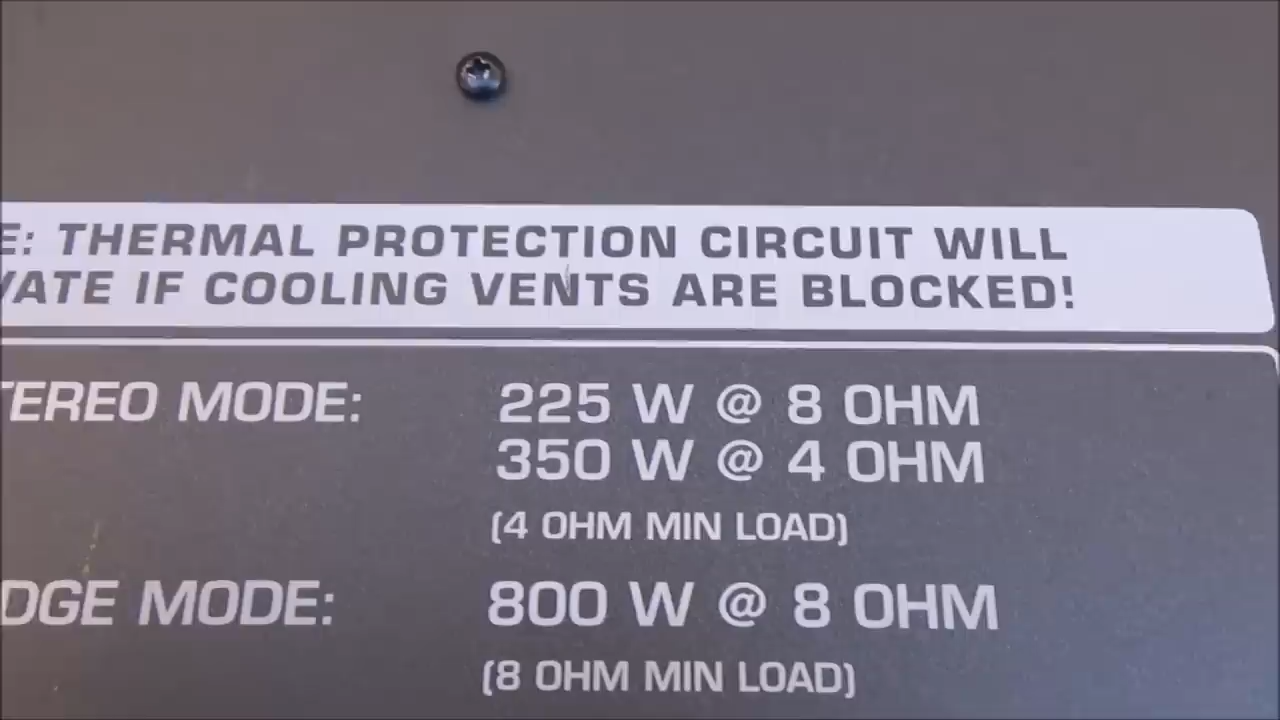 E: THERMAL PROTECTION CIRCUIT WILL
VATE IF COOLING VENTS ARE BLOCKED!
TEREO MODE: 225 W @ 8 OHM
350 W @ 4 OHM
(4 OHM MIN LOAD)
DGE MODE: 800 W @ 8 OHM
(8 OHM MIN LOAD)